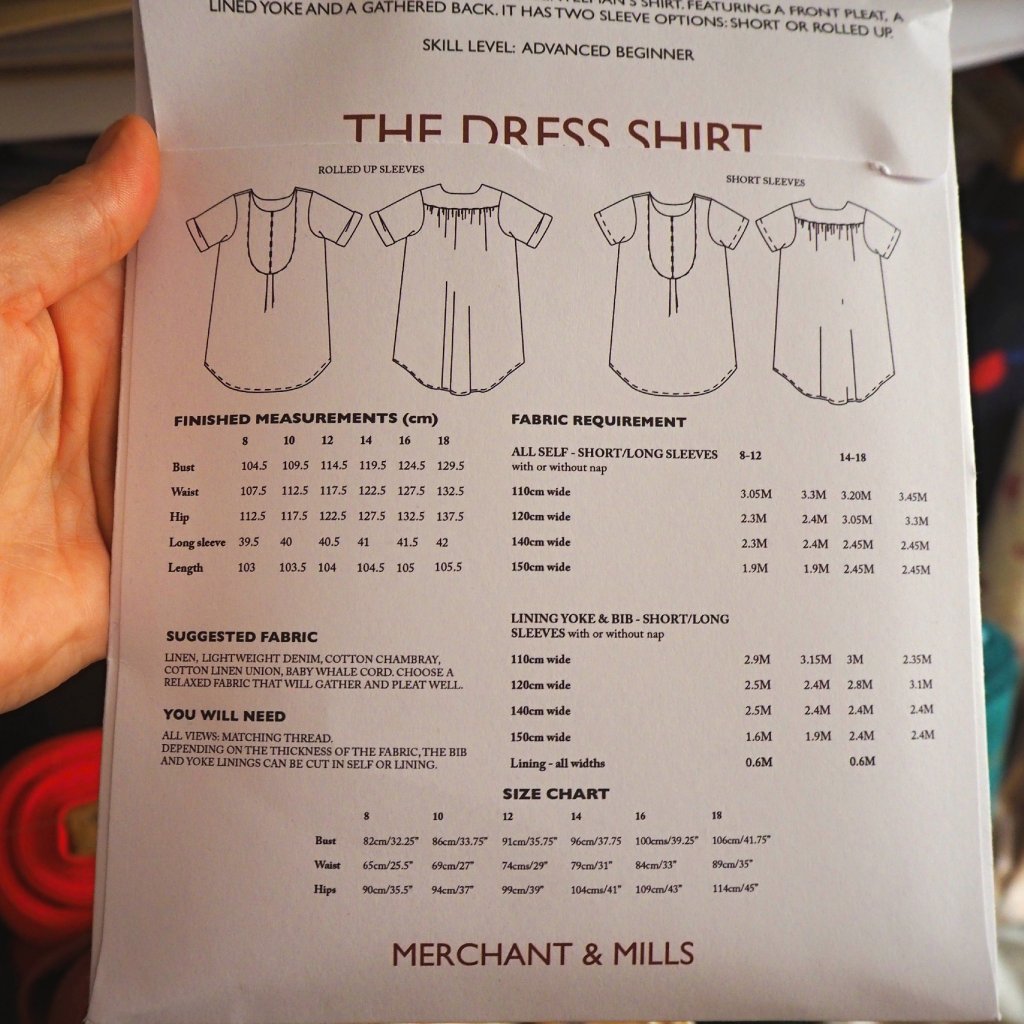 SHIRT. FEATURING A FRONT PLEAT, A
LINED YOKE AND A GATHERED BACK. IT HAS TWO SLEEVE OPTIONS: SHORT OR ROLLED UP.
SKILL LEVEL: ADVANCED BEGINNER
THE DRESS SHIRT
ROLLED UP SLEEVES
SHORT SLEEVES
FINISHED MEASUREMENTS (cm)
8 10 12 14 16 18
Bust 104.5 109.5 114.5 119.5 124.5 129.5
Waist 107.5 112.5 117.5 122.5 127.5 132.5
Hip 112.5 117.5 122.5 127.5 132.5 137.5
Long sleeve 39.5 40 40.5 41 41.5 42
Length 103 103.5 104 104.5 105 105.5
SUGGESTED FABRIC
LINEN, LIGHTWEIGHT DENIM, COTTON CHAMBRAY,
COTTON LINEN UNION, BABY WHALE CORD. CHOOSE A
RELAXED FABRIC THAT WILL GATHER AND PLEAT WELL.
YOU WILL NEED
ALL VIEWS: MATCHING THREAD.
DEPENDING ON THE THICKNESS OF THE FABRIC, THE BIB
AND YOKE LININGS CAN BE CUT IN SELF OR LINING.
FABRIC REQUIREMENT
ALL SELF - SHORT/LONG SLEEVES 8-12 14-18
with or without nap
110cm wide 3.05M 3.3M 3.20M 3.45M
120cm wide 2.3M 2.4M 3.05M 3.3M
140cm wide 2.3M 2.4M 2.45M 2.45M
150cm wide 1.9M 1.9M 2.45M 2.45M
LINING YOKE & BIB - SHORT/LONG
SLEEVES with or without nap
110cm wide 2.9M 3.15M 3M 2.35M
120cm wide 2.5M 2.4M 2.8M 3.1M
140cm wide 2.5M 2.4M 2.4M 2.4M
150cm wide 1.6M 1.9M 2.4M 2.4M
Lining - all widths 0.6M 0.6M
SIZE CHART
8 10 12 14 16 18
Bust 82cm/32.25" 86cm/33.75" 91cm/35.75" 96cm/37.75 100cms/39.25" 106cm/41.75"
Waist 65cm/25.5" 69cm/27" 74cms/29" 79cm/31" 84cm/33" 89cm/35"
Hips 90cm/35.5" 94cm/37" 99cm/39" 104cms/41" 109cm/43" 114cm/45"
MERCHANT & MILLS